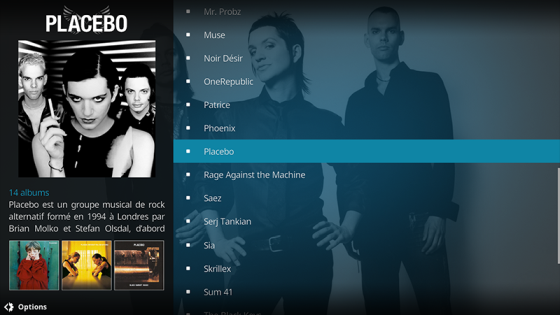 PLACEBO
14 albums
Placebo est un groupe musical de rock
alternatif formé en 1994 à Londres par
Brian Molko et Stefan Olsdal, d'abord
PLACEBO
Options
Mr. Probz
Muse
Noir Désir
OneRepublic
Patrice
Phoenix
Placebo
Rage Against the Machine
Saez
Serj Tankian
Sia
Skrillex
Sum 41